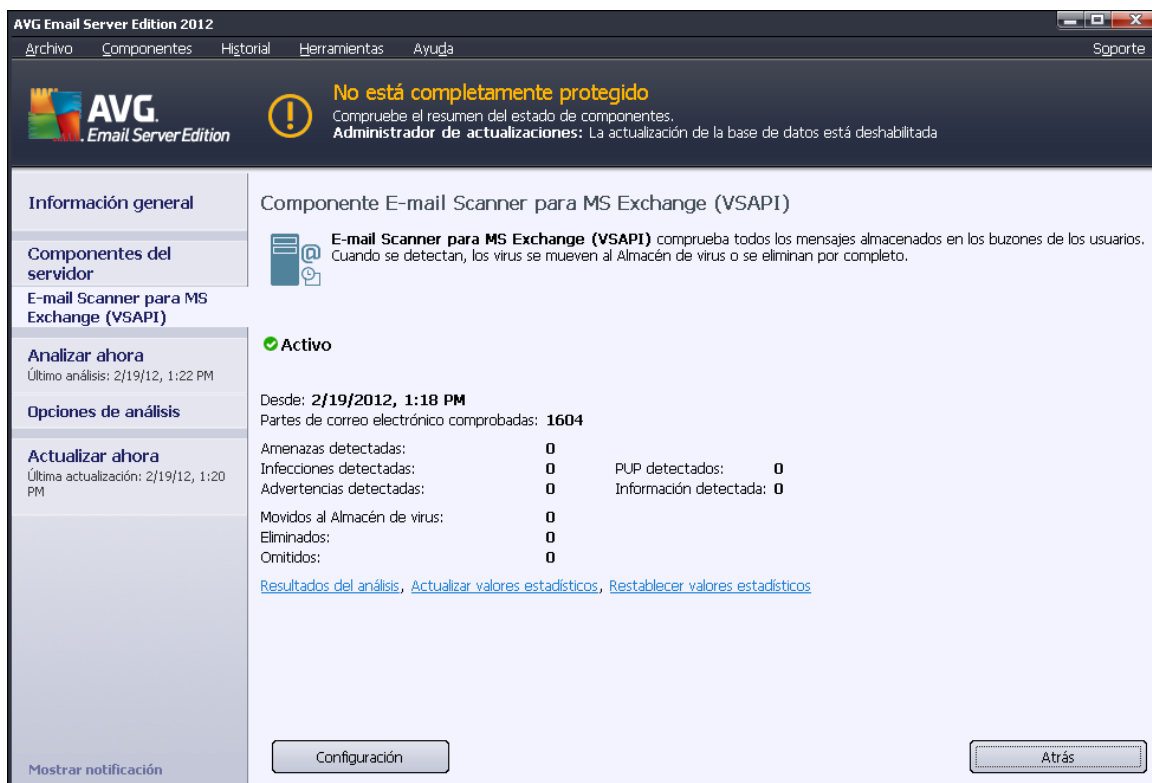 AVG Email Server Edition 2012
Archivo Componentes Historial Herramientas Ayuda Soporte
AVG.
Email Server Edition
No está completamente protegido
Compruebe el resumen del estado de componentes.
Administrador de actualizaciones: La actualización de la base de datos está deshabilitada
Información general
Componentes del
servidor
E-mail Scanner para MS
Exchange (VSAPI)
Analizar ahora
Último análisis: 2/19/12, 1:22 PM
Opciones de análisis
Actualizar ahora
Última actualización: 2/19/12, 1:20
PM
Mostrar notificación
Componente E-mail Scanner para MS Exchange (VSAPI)
E-mail Scanner para MS Exchange (VSAPI) comprueba todos los mensajes almacenados en los buzones de los usuarios.
Cuando se detectan, los virus se mueven al Almacén de virus o se eliminan por completo.
Activo
Desde: 2/19/2012, 1:18 PM
Partes de correo electrónico comprobadas: 1604
Amenazas detectadas: 0
Infecciones detectadas: 0 PUP detectados: 0
Advertencias detectadas: 0 Información detectada: 0
Movidos al Almacén de virus: 0
Eliminados: 0
Omitidos: 0
Resultados del análisis, Actualizar valores estadísticos, Restablecer valores estadísticos
Configuración Atrás